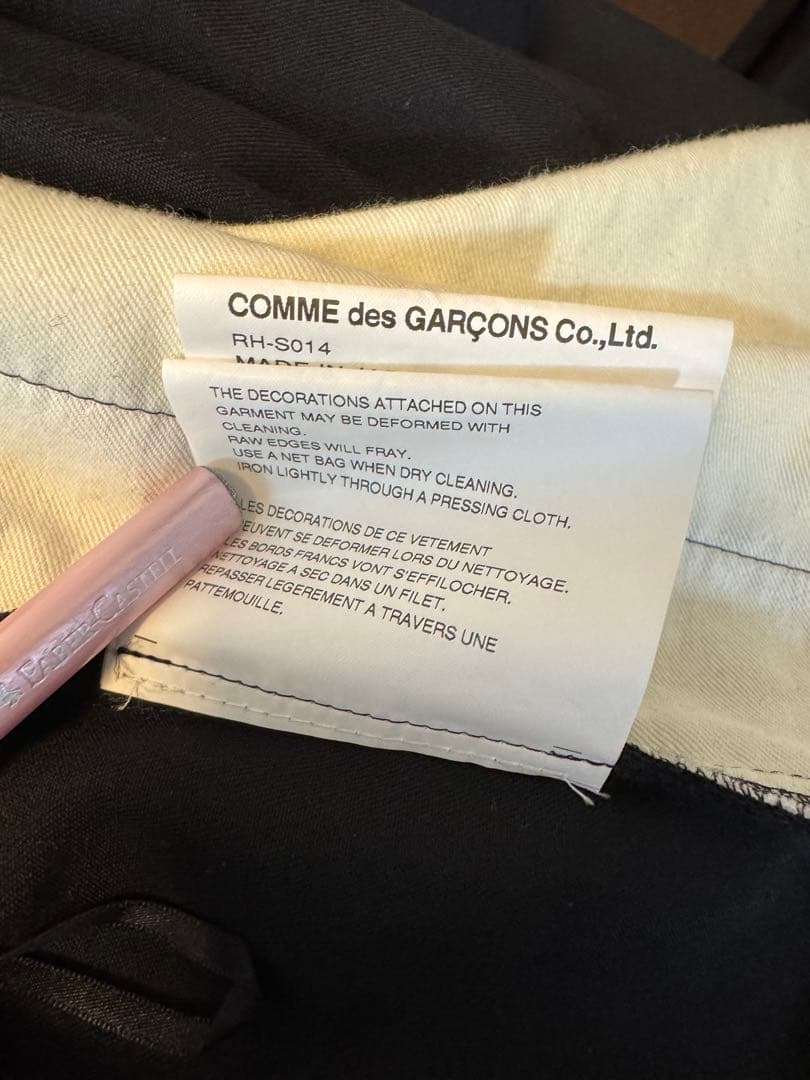 COMME des GARÇONS Co.,Ltd.
RH-S014
MADE IN
THE DECORATIONS ATTACHED ON THIS
GARMENT MAY BE DEFORMED WITH
CLEANING.
RAW EDGES WILL FRAY.
USE A NET BAG WHEN DRY CLEANING.
IRON LIGHTLY THROUGH A PRESSING CLOTH.
LES DECORATIONS DE CE VETEMENT
PEUVENT SE DEFORMER LORS DU NETTOYAGE.
LES BORDS FRANCS VONT S'EFFILOCHER.
NETTOYAGE A SEC DANS UN FILET.
REPASSER LEGEREMENT A TRAVERS UNE
PATTEMOUILLE.
FABER-CASTELL